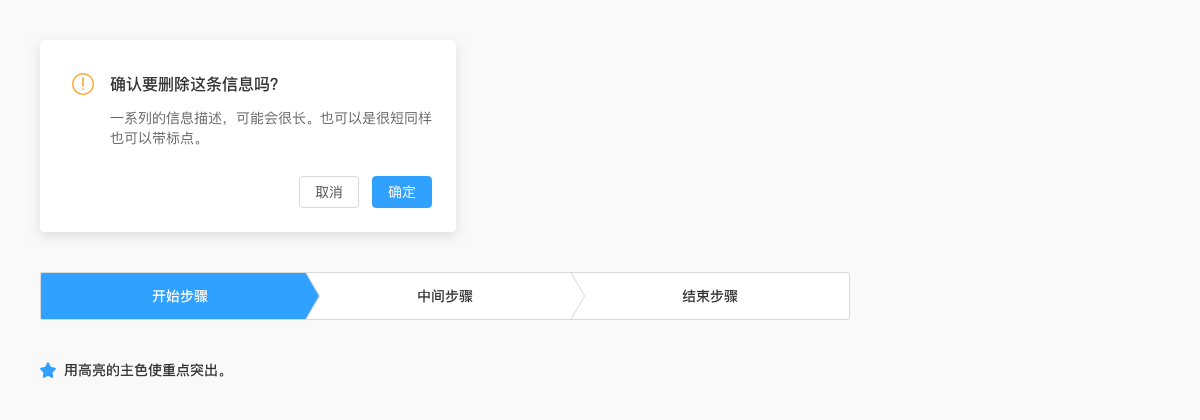 确认要删除这条信息吗?
一系列的信息描述，可能会很长。也可以是很短同样
也可以带标点。
取消 确定
开始步骤 中间步骤 结束步骤
用高亮的主色使重点突出。